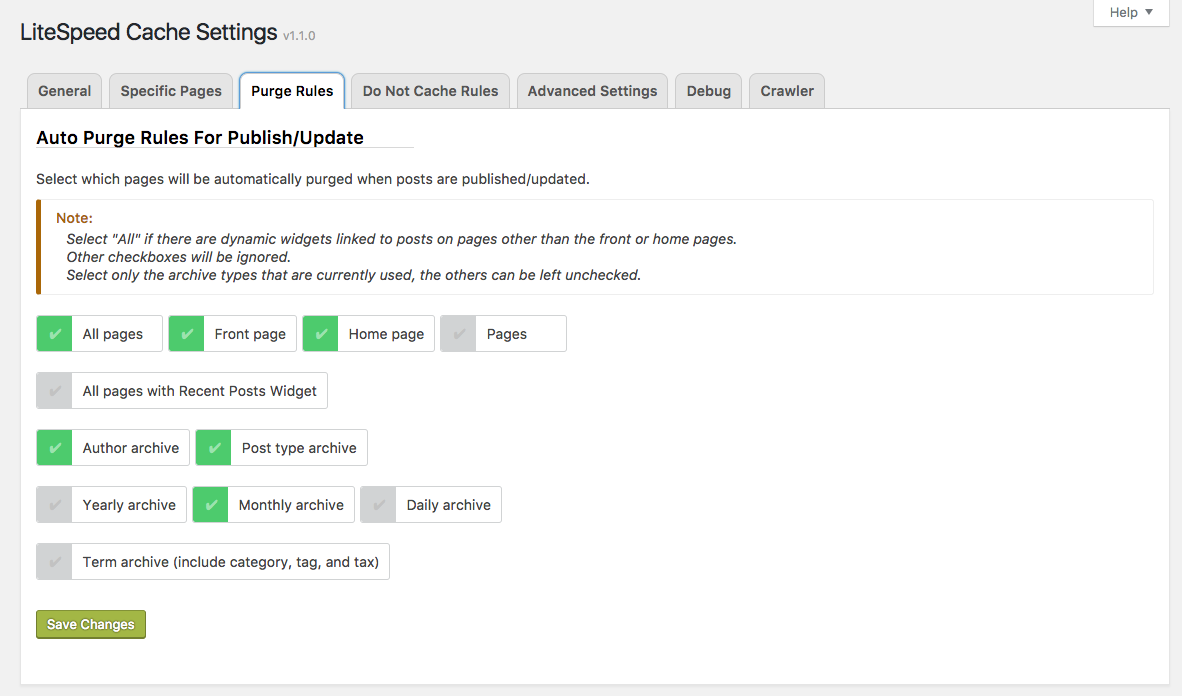 Help
LiteSpeed Cache Settings v1.1.0
General Specific Pages Purge Rules Do Not Cache Rules Advanced Settings Debug Crawler
Auto Purge Rules For Publish/Update
Select which pages will be automatically purged when posts are published/updated.
Note:
Select "All" if there are dynamic widgets linked to posts on pages other than the front or home pages.
Other checkboxes will be ignored.
Select only the archive types that are currently used, the others can be left unchecked.
All pages Front page Home page Pages
All pages with Recent Posts Widget
Author archive Post type archive
Yearly archive Monthly archive Daily archive
Term archive (include category, tag, and tax)
Save Changes